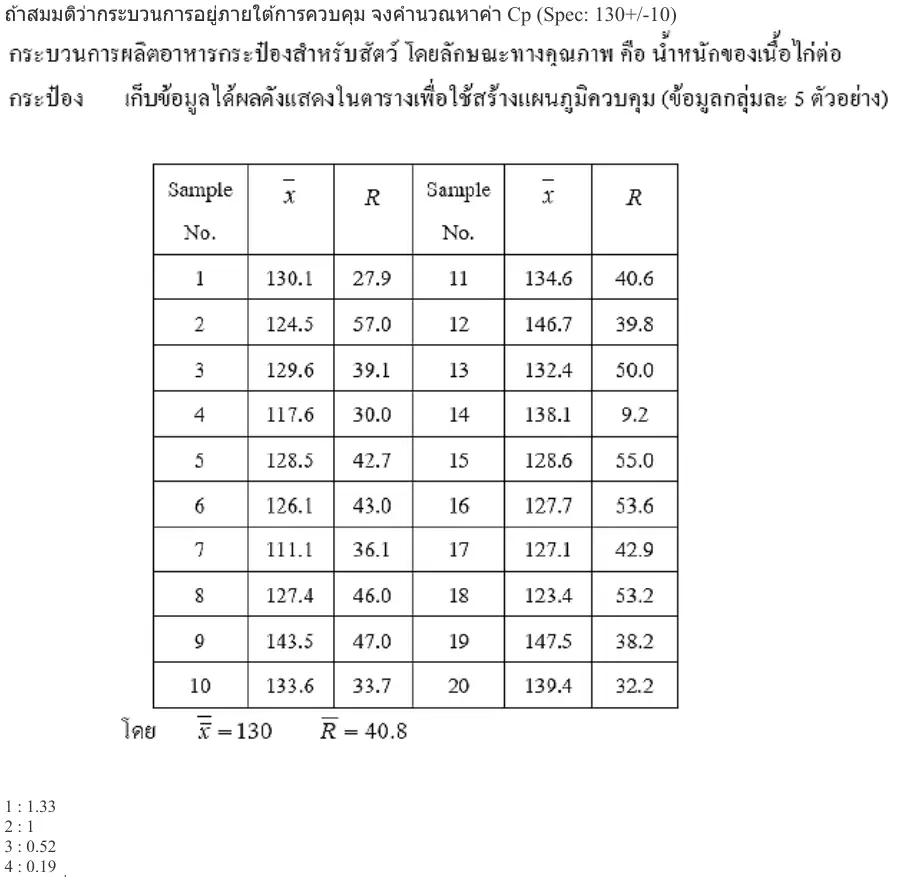 ถ้าสมมติว่ากระบวนการอยู่ภายใต้การควบคุม จงคำนวณหาค่า Cp (Spec: 130+/-10)
กระบวนการผลิตอาหารกระป๋องสำหรับสัตว์ โดยลักษณะทางคุณภาพ คือ น้ำหนักของเนื้อไก่ต่อ
กระป๋อง เก็บข้อมูลได้ผลดังแสดงในตารางเพื่อใช้สร้างแผนภูมิควบคุม (ข้อมูลกลุ่มละ 5 ตัวอย่าง)
Sample No. x̅ R Sample No. x̅ R
1 130.1 27.9 11 134.6 40.6
2 124.5 57.0 12 146.7 39.8
3 129.6 39.1 13 132.4 50.0
4 117.6 30.0 14 138.1 9.2
5 128.5 42.7 15 128.6 55.0
6 126.1 43.0 16 127.7 53.6
7 111.1 36.1 17 127.1 42.9
8 127.4 46.0 18 123.4 53.2
9 143.5 47.0 19 147.5 38.2
10 133.6 33.7 20 139.4 32.2
โดย x̿ = 130 R̅ = 40.8
1 : 1.33
2 : 1
3 : 0.52
4 : 0.19